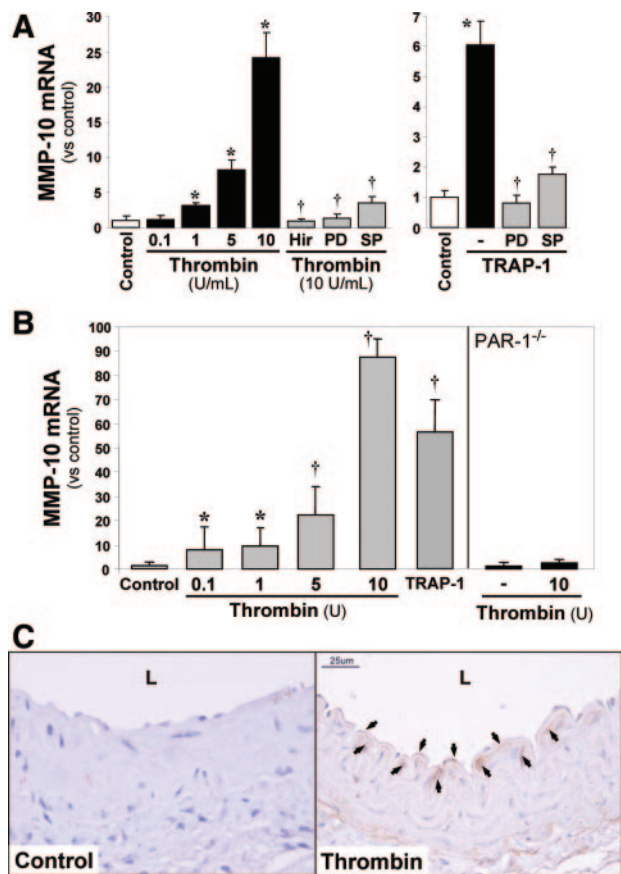 A
MMP-10 mRNA
(vs control)
30
25
20
15
10
5
0
* * *
† † †
Control
0.1 1 5 10
Thrombin
(U/mL)
Hir PD SP
Thrombin
(10 U/mL)
7
6
5
4
3
2
1
0
*
† †
Control
- PD SP
TRAP-1
B
MMP-10 mRNA
(vs control)
100
90
80
70
60
50
40
30
20
10
0
* * † † †
PAR-1-/-
Control 0.1 1 5 10 TRAP-1
Thrombin (U)
- 10
Thrombin (U)
C
L
Control
25um
L
Thrombin